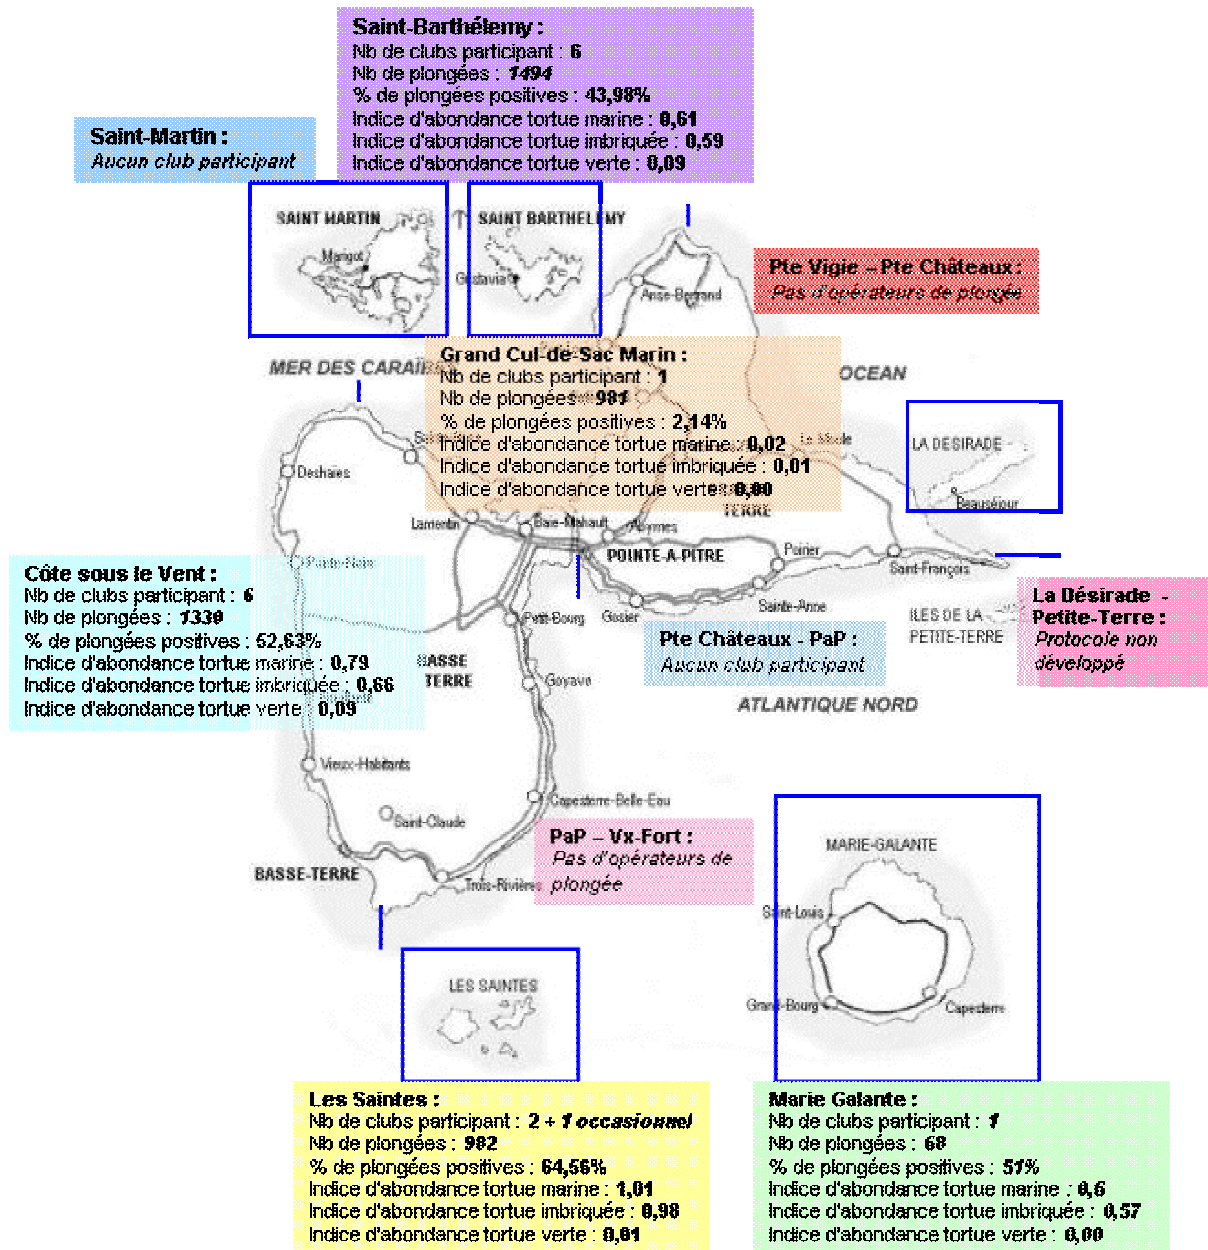 Saint-Barthélemy :
Nb de clubs participant : 6
Nb de plongées : 1494
% de plongées positives : 43,98%
Indice d'abondance tortue marine : 0,61
Indice d'abondance tortue imbriquée : 0,59
Indice d'abondance tortue verte : 0,09
Saint-Martin :
Aucun club participant
SAINT MARTIN
SAINT BARTHELEMY
Marigot
Gustavia
Anse-Bertrand
Pte Vigie – Pte Châteaux :
Pas d'opérateurs de plongée
Grand Cul-de-Sac Marin :
Nb de clubs participant : 1
Nb de plongées : 981
% de plongées positives : 2,14%
Indice d'abondance tortue marine : 0,02
Indice d'abondance tortue imbriquée : 0,01
Indice d'abondance tortue verte : 0,00
MER DES CARAÏBES
OCEAN
LA DESIRADE
Beauséjour
Deshaies
Lamentin
Baie-Mahault
Abymes
TERRE
Le Moule
POINTE-A-PITRE
Poirier
Saint-François
Sainte-Anne
Gosier
Petit-Bourg
Pointe-Noire
Côte sous le Vent :
Nb de clubs participant : 6
Nb de plongées : 1330
% de plongées positives : 52,63%
Indice d'abondance tortue marine : 0,79
Indice d'abondance tortue imbriquée : 0,66
Indice d'abondance tortue verte : 0,09
BASSE
TERRE
Goyave
Pte Châteaux - PaP :
Aucun club participant
ILES DE LA
PETITE-TERRE
La Désirade -
Petite-Terre :
Protocole non
développé
ATLANTIQUE NORD
Vieux-Habitants
Saint-Claude
Capesterre-Belle-Eau
BASSE-TERRE
Trois-Rivières
PaP – Vx-Fort :
Pas d'opérateurs de
plongée
MARIE-GALANTE
Saint-Louis
Grand-Bourg
Capesterre
LES SAINTES
Les Saintes :
Nb de clubs participant : 2 + 1 occasionnel
Nb de plongées : 982
% de plongées positives : 64,56%
Indice d'abondance tortue marine : 1,01
Indice d'abondance tortue imbriquée : 0,98
Indice d'abondance tortue verte : 0,01
Marie Galante :
Nb de clubs participant : 1
Nb de plongées : 68
% de plongées positives : 51%
Indice d'abondance tortue marine : 0,6
Indice d'abondance tortue imbriquée : 0,57
Indice d'abondance tortue verte : 0,00